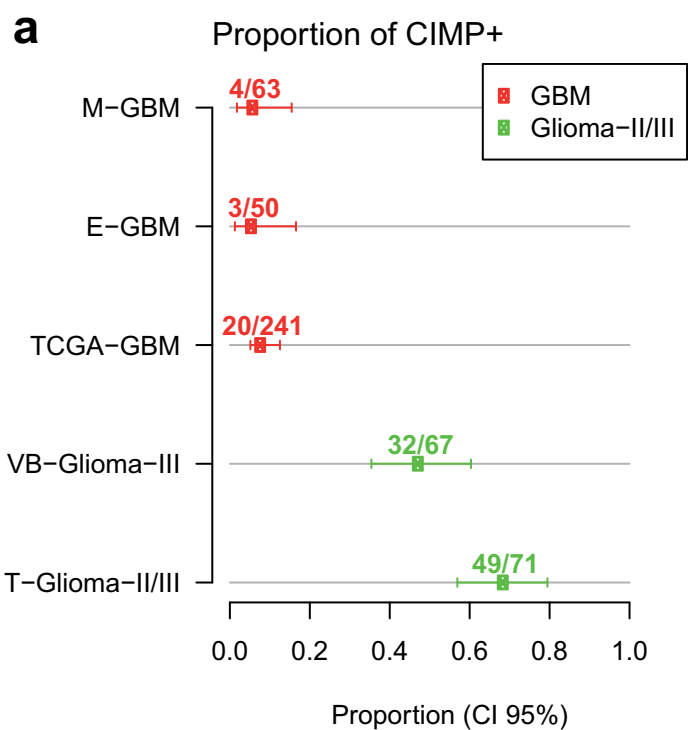 a
Proportion of CIMP+
GBM
Glioma−II/III
M−GBM
4/63
E−GBM
3/50
TCGA−GBM
20/241
VB−Glioma−III
32/67
T−Glioma−II/III
49/71
0.0 0.2 0.4 0.6 0.8 1.0
Proportion (CI 95%)